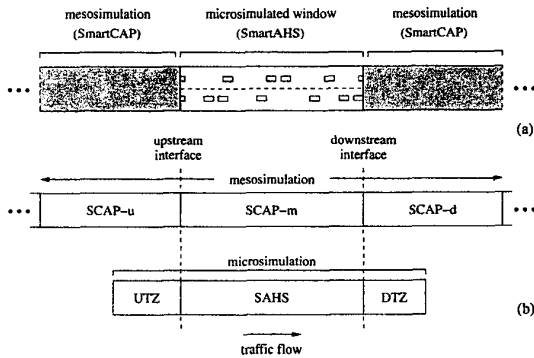 mesosimulation microsimulated window mesosimulation
(SmartCAP) (SmartAHS) (SmartCAP)
(a)
upstream interface
downstream interface
mesosimulation
SCAP-u SCAP-m SCAP-d
microsimulation
UTZ SAHS DTZ
(b)
traffic flow